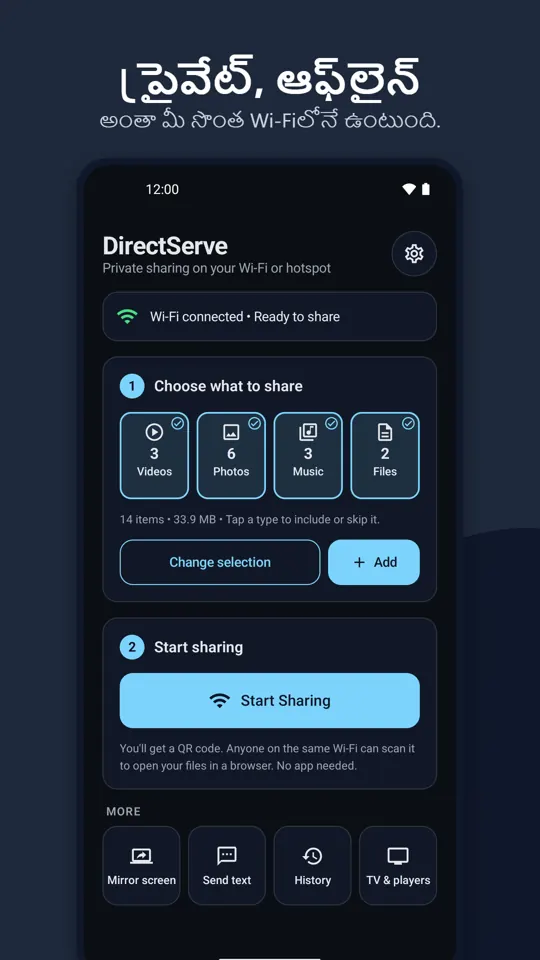 ప్రైవేట్, ఆఫ్‌లైన్
అంతా మీ సొంత Wi-Fiలోనే ఉంటుంది.
12:00
DirectServe
Private sharing on your Wi-Fi or hotspot
Wi-Fi connected • Ready to share
1 Choose what to share
3 6 3 2
Videos Photos Music Files
14 items • 33.9 MB • Tap a type to include or skip it.
Change selection + Add
2 Start sharing
Start Sharing
You'll get a QR code. Anyone on the same Wi-Fi can scan it
to open your files in a browser. No app needed.
MORE
Mirror screen Send text History TV & players